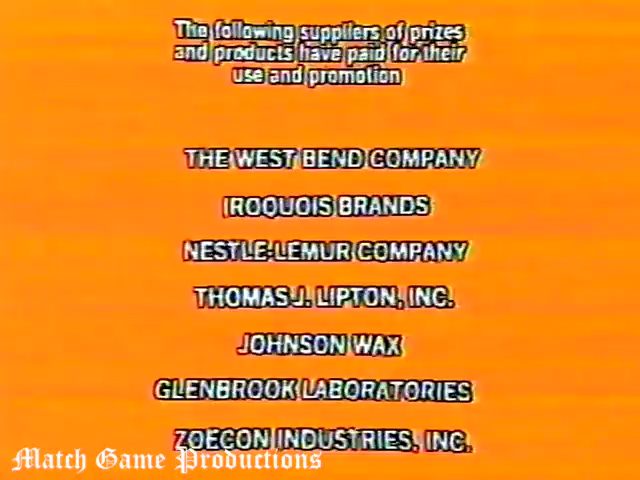 The following suppliers of prizes
and products have paid for their
use and promotion
THE WEST BEND COMPANY
IROQUOIS BRANDS
NESTLE-LEMUR COMPANY
THOMAS J. LIPTON, INC.
JOHNSON WAX
GLENBROOK LABORATORIES
ZOECON INDUSTRIES, INC.
Match Game Productions